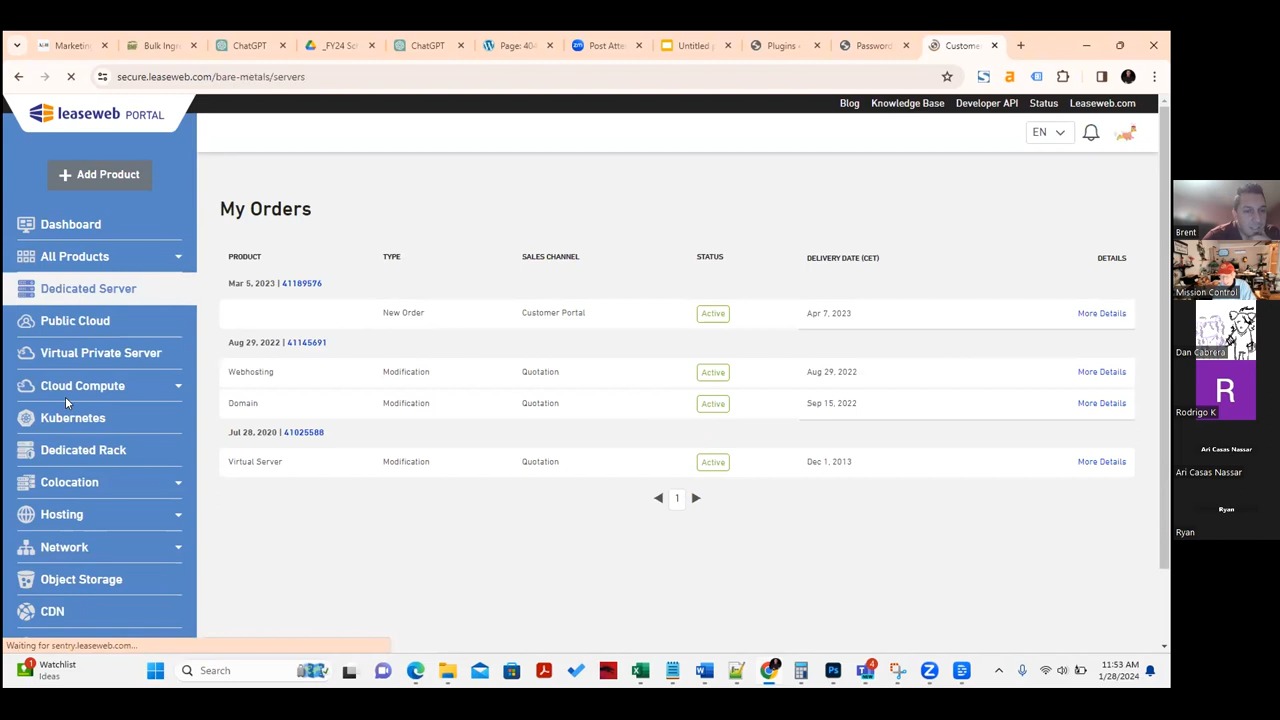 Marketing
Bulk Ingr
ChatGPT
_FY24 Sc
ChatGPT
Page: 404
Post Atte
Untitled
Plugins
Password
Custome
secure.leaseweb.com/bare-metals/servers
leaseweb PORTAL
Blog Knowledge Base Developer API Status Leaseweb.com
EN
+ Add Product
Dashboard
All Products
Dedicated Server
Public Cloud
Virtual Private Server
Cloud Compute
Kubernetes
Dedicated Rack
Colocation
Hosting
Network
Object Storage
CDN
My Orders
PRODUCT TYPE SALES CHANNEL STATUS DELIVERY DATE (CET) DETAILS
Mar 5, 2023 | 41189576
New Order Customer Portal Active Apr 7, 2023 More Details
Aug 29, 2022 | 41145691
Webhosting Modification Quotation Active Aug 29, 2022 More Details
Domain Modification Quotation Active Sep 15, 2022 More Details
Jul 28, 2020 | 41025588
Virtual Server Modification Quotation Active Dec 1, 2013 More Details
1
Waiting for sentry.leaseweb.com...
1
Watchlist
Ideas
Search
4
11:53 AM
1/28/2024
Brent
Mission Control
Dan Cabrera
R
Rodrigo K
Ari Casas Nassar
Ari Casas Nassar
Ryan
Ryan